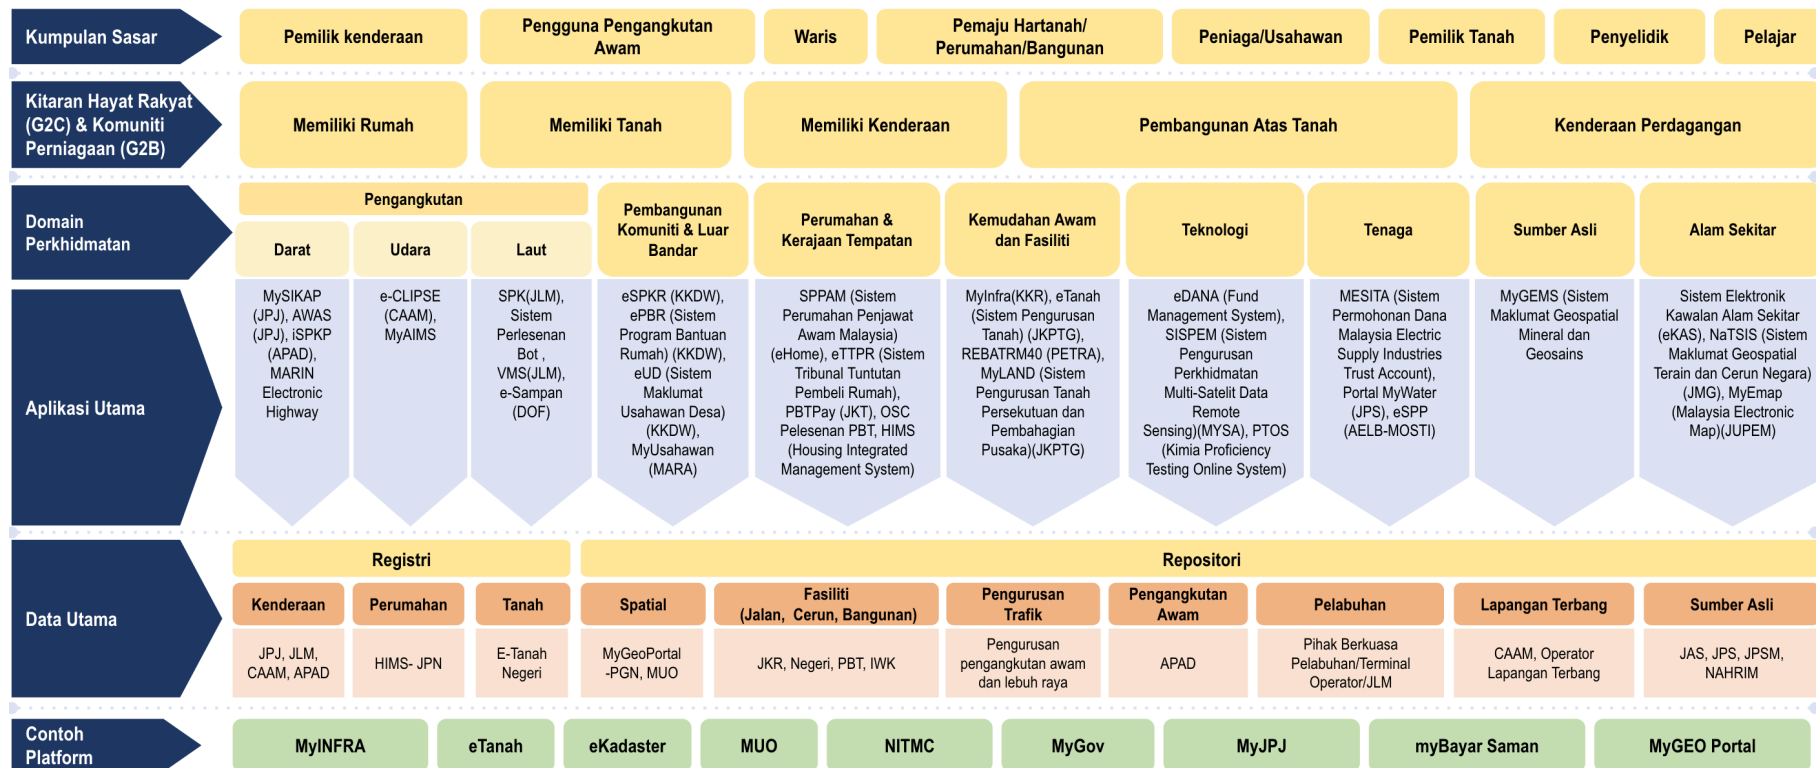 Kumpulan Sasar
Pemilik kenderaan
Pengguna Pengangkutan
Awam
Waris
Pemaju Hartanah/
Perumahan/Bangunan
Peniaga/Usahawan
Pemilik Tanah
Penyelidik
Pelajar
Kitaran Hayat Rakyat
(G2C) & Komuniti
Perniagaan (G2B)
Memiliki Rumah
Memiliki Tanah
Memiliki Kenderaan
Pembangunan Atas Tanah
Kenderaan Perdagangan
Domain
Perkhidmatan
Pengangkutan
Darat
Udara
Laut
Pembangunan
Komuniti & Luar
Bandar
Perumahan &
Kerajaan Tempatan
Kemudahan Awam
dan Fasiliti
Teknologi
Tenaga
Sumber Asli
Alam Sekitar
Aplikasi Utama
MySIKAP
(JPJ), AWAS
(JPJ), iSPKP
(APAD),
MARIN
Electronic
Highway
e-CLIPSE
(CAAM),
MyAIMS
SPK(JLM),
Sistem
Perlesenan
Bot ,
VMS(JLM),
e-Sampan
(DOF)
eSPKR (KKDW),
ePBR (Sistem
Program Bantuan
Rumah) (KKDW),
eUD (Sistem
Maklumat
Usahawan Desa)
(KKDW),
MyUsahawan
(MARA)
SPPAM (Sistem
Perumahan Penjawat
Awam Malaysia)
(eHome), eTTPR (Sistem
Tribunal Tuntutan
Pembeli Rumah),
PBTPay (JKT), OSC
Pelesenan PBT, HIMS
(Housing Integrated
Management System)
MyInfra(KKR), eTanah
(Sistem Pengurusan
Tanah) (JKPTG),
REBATRM40 (PETRA),
MyLAND (Sistem
Pengurusan Tanah
Persekutuan dan
Pembahagian
Pusaka)(JKPTG)
eDANA (Fund
Management System),
SISPEM (Sistem
Pengurusan
Perkhidmatan
Multi-Satelit Data
Remote
Sensing)(MYSA), PTOS
(Kimia Proficiency
Testing Online System)
MESITA (Sistem
Permohonan Dana
Malaysia Electric
Supply Industries
Trust Account),
Portal MyWater
(JPS), eSPP
(AELB-MOSTI)
MyGEMS (Sistem
Maklumat Geospatial
Mineral dan
Geosains
Sistem Elektronik
Kawalan Alam Sekitar
(eKAS), NaTSIS (Sistem
Maklumat Geospatial
Terain dan Cerun Negara)
(JMG), MyEmap
(Malaysia Electronic
Map)(JUPEM)
Data Utama
Registri
Repositori
Kenderaan
Perumahan
Tanah
Spatial
Fasiliti
(Jalan, Cerun, Bangunan)
Pengurusan
Trafik
Pengangkutan
Awam
Pelabuhan
Lapangan Terbang
Sumber Asli
JPJ, JLM,
CAAM, APAD
HIMS- JPN
E-Tanah
Negeri
MyGeoPortal
-PGN, MUO
JKR, Negeri, PBT, IWK
Pengurusan
pengangkutan awam
dan lebuh raya
APAD
Pihak Berkuasa
Pelabuhan/Terminal
Operator/JLM
CAAM, Operator
Lapangan Terbang
JAS, JPS, JPSM,
NAHRIM
Contoh
Platform
MyINFRA
eTanah
eKadaster
MUO
NITMC
MyGov
MyJPJ
myBayar Saman
MyGEO Portal